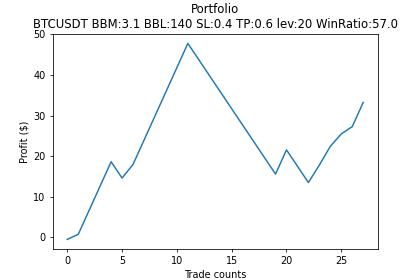 Portfolio
BTCUSDT BBM:3.1 BBL:140 SL:0.4 TP:0.6 lev:20 WinRatio:57.0
50
40
30
20
10
0
Profit ($)
0 5 10 15 20 25
Trade counts